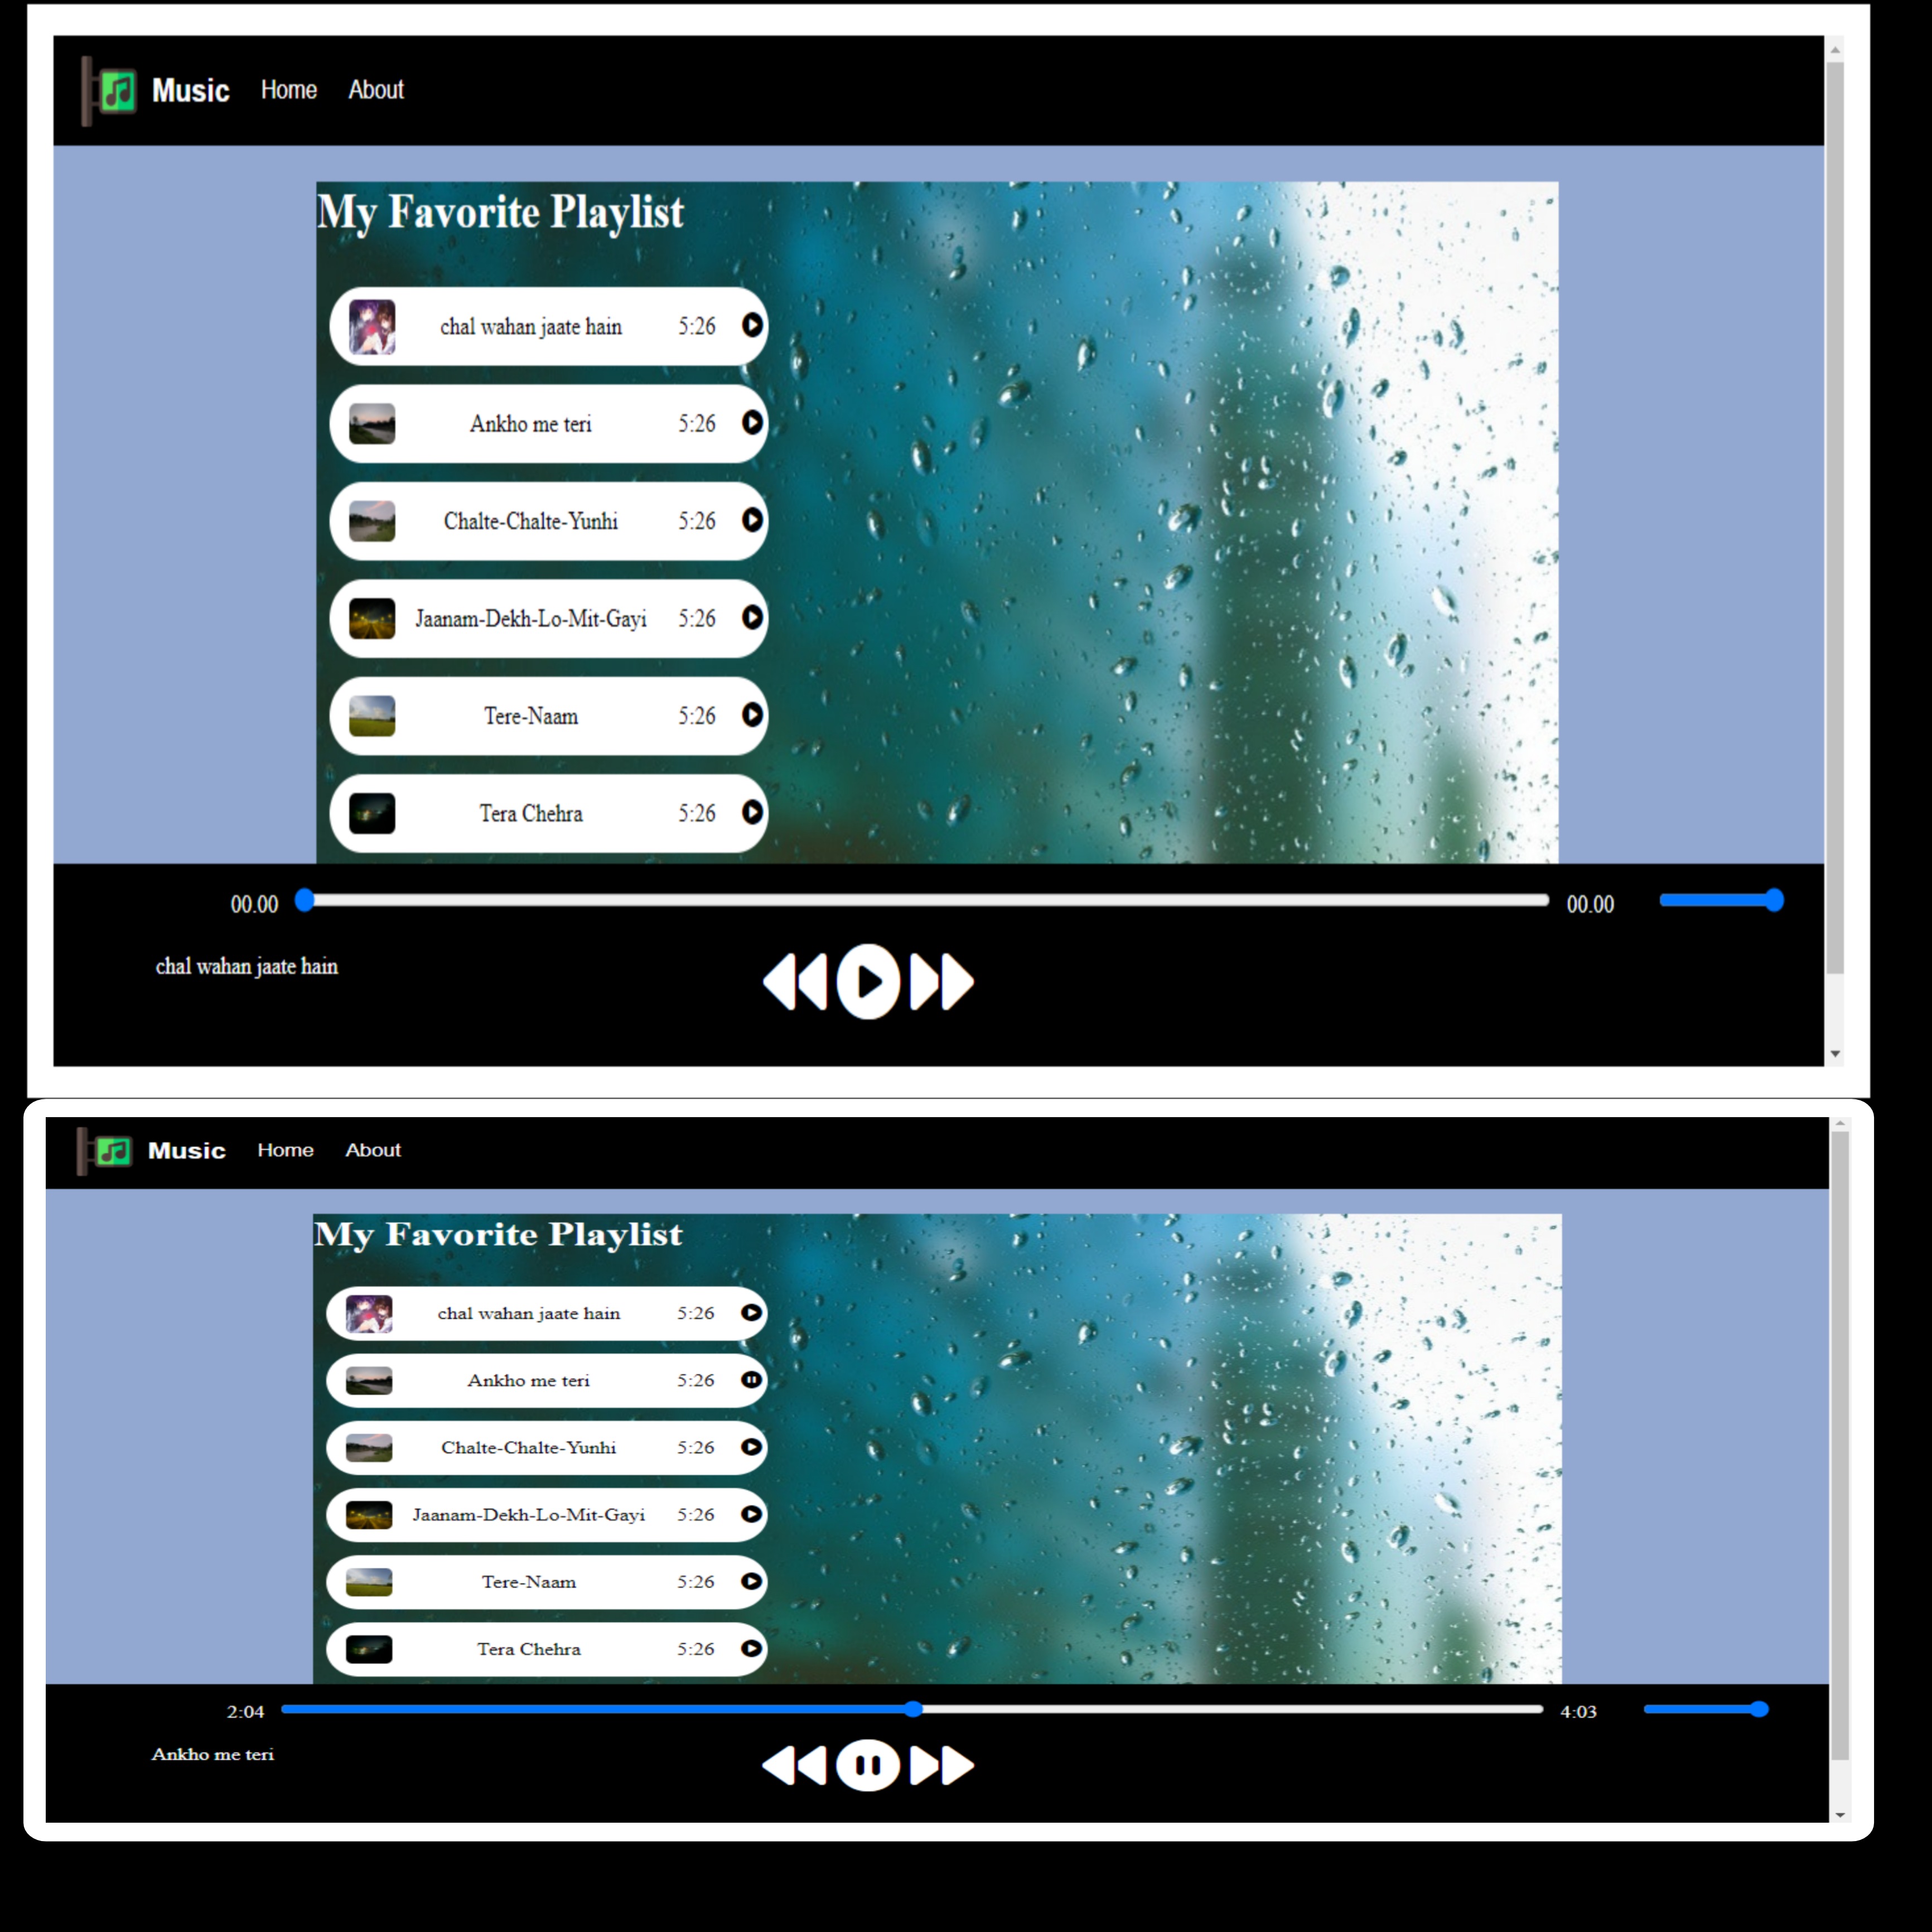 Music Home About
My Favorite Playlist
chal wahan jaate hain 5:26
Ankho me teri 5:26
Chalte-Chalte-Yunhi 5:26
Jaanam-Dekh-Lo-Mit-Gayi 5:26
Tere-Naam 5:26
Tera Chehra 5:26
00.00 00.00
chal wahan jaate hain
Music Home About
My Favorite Playlist
chal wahan jaate hain 5:26
Ankho me teri 5:26
Chalte-Chalte-Yunhi 5:26
Jaanam-Dekh-Lo-Mit-Gayi 5:26
Tere-Naam 5:26
Tera Chehra 5:26
2:04 4:03
Ankho me teri